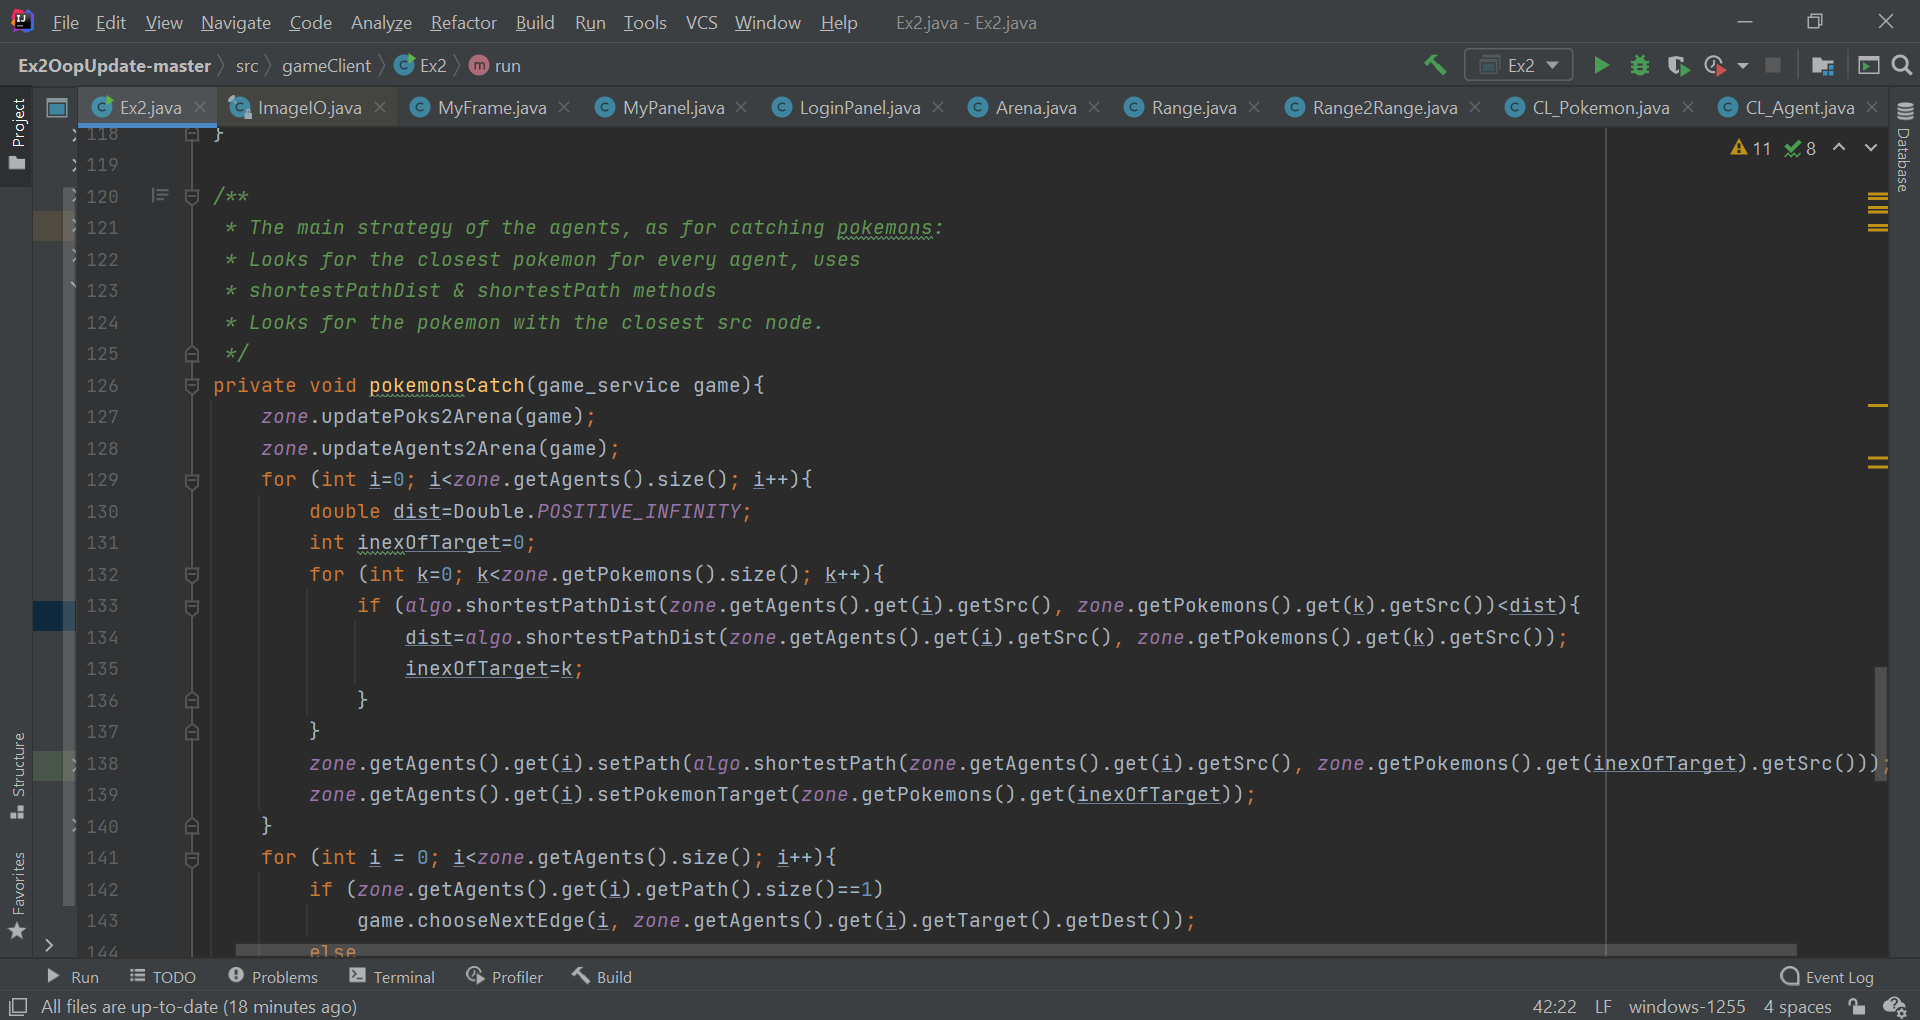 File Edit View Navigate Code Analyze Refactor Build Run Tools VCS Window Help Ex2.java - Ex2.java
Ex2OopUpdate-master src gameClient Ex2 m run Ex2
Ex2.java ImageIO.java MyFrame.java MyPanel.java LoginPanel.java Arena.java Range.java Range2Range.java CL_Pokemon.java CL_Agent.java
Project
Structure
Favorites
Database
11 8
118 }
119
120 /**
121 * The main strategy of the agents, as for catching pokemons:
122 * Looks for the closest pokemon for every agent, uses
123 * shortestPathDist & shortestPath methods
124 * Looks for the pokemon with the closest src node.
125 */
126 private void pokemonsCatch(game_service game){
127 zone.updatePoks2Arena(game);
128 zone.updateAgents2Arena(game);
129 for (int i=0; i<zone.getAgents().size(); i++){
130 double dist=Double.POSITIVE_INFINITY;
131 int inexOfTarget=0;
132 for (int k=0; k<zone.getPokemons().size(); k++){
133 if (algo.shortestPathDist(zone.getAgents().get(i).getSrc(), zone.getPokemons().get(k).getSrc())<dist){
134 dist=algo.shortestPathDist(zone.getAgents().get(i).getSrc(), zone.getPokemons().get(k).getSrc());
135 inexOfTarget=k;
136 }
137 }
138 zone.getAgents().get(i).setPath(algo.shortestPath(zone.getAgents().get(i).getSrc(), zone.getPokemons().get(inexOfTarget).getSrc()));
139 zone.getAgents().get(i).setPokemonTarget(zone.getPokemons().get(inexOfTarget));
140 }
141 for (int i = 0; i<zone.getAgents().size(); i++){
142 if (zone.getAgents().get(i).getPath().size()==1)
143 game.chooseNextEdge(i, zone.getAgents().get(i).getTarget().getDest());
144 else
Run TODO Problems Terminal Profiler Build Event Log
All files are up-to-date (18 minutes ago) 42:22 LF windows-1255 4 spaces